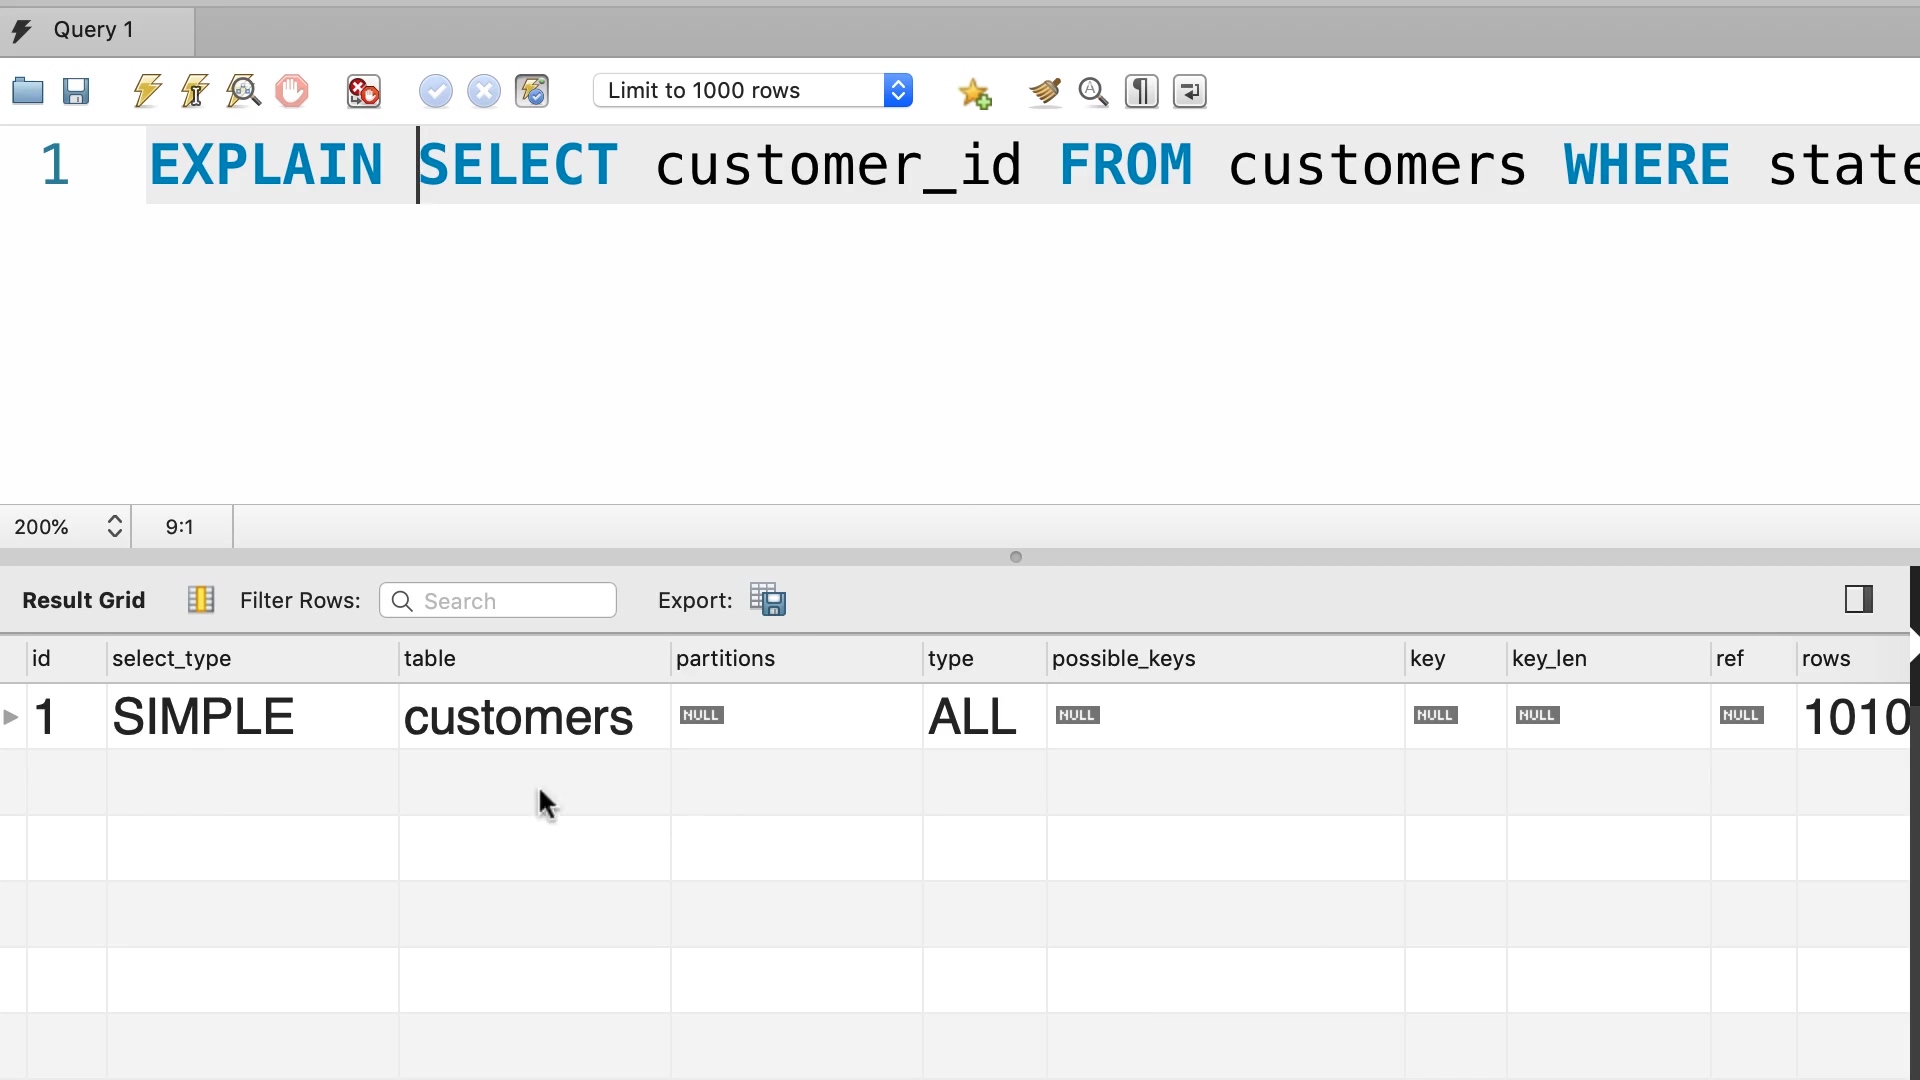 Query 1
Limit to 1000 rows
1 EXPLAIN SELECT customer_id FROM customers WHERE state
200% 9:1
Result Grid Filter Rows: Search Export:
id select_type table partitions type possible_keys key key_len ref rows
1 SIMPLE customers NULL ALL NULL NULL NULL NULL 1010